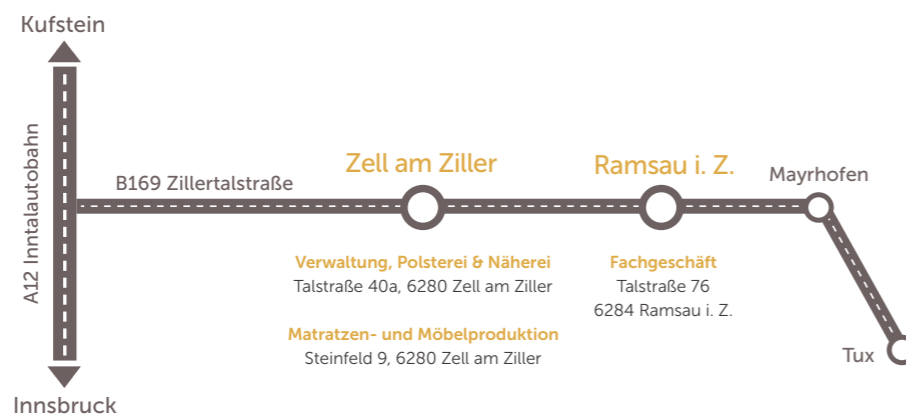 Kufstein
A12 Inntalautobahn
B169 Zillertalstraße
Zell am Ziller
Ramsau i. Z.
Mayrhofen
Verwaltung, Polsterei & Näherei
Talstraße 40a, 6280 Zell am Ziller
Matratzen- und Möbelproduktion
Steinfeld 9, 6280 Zell am Ziller
Fachgeschäft
Talstraße 76
6284 Ramsau i. Z.
Tux
Innsbruck